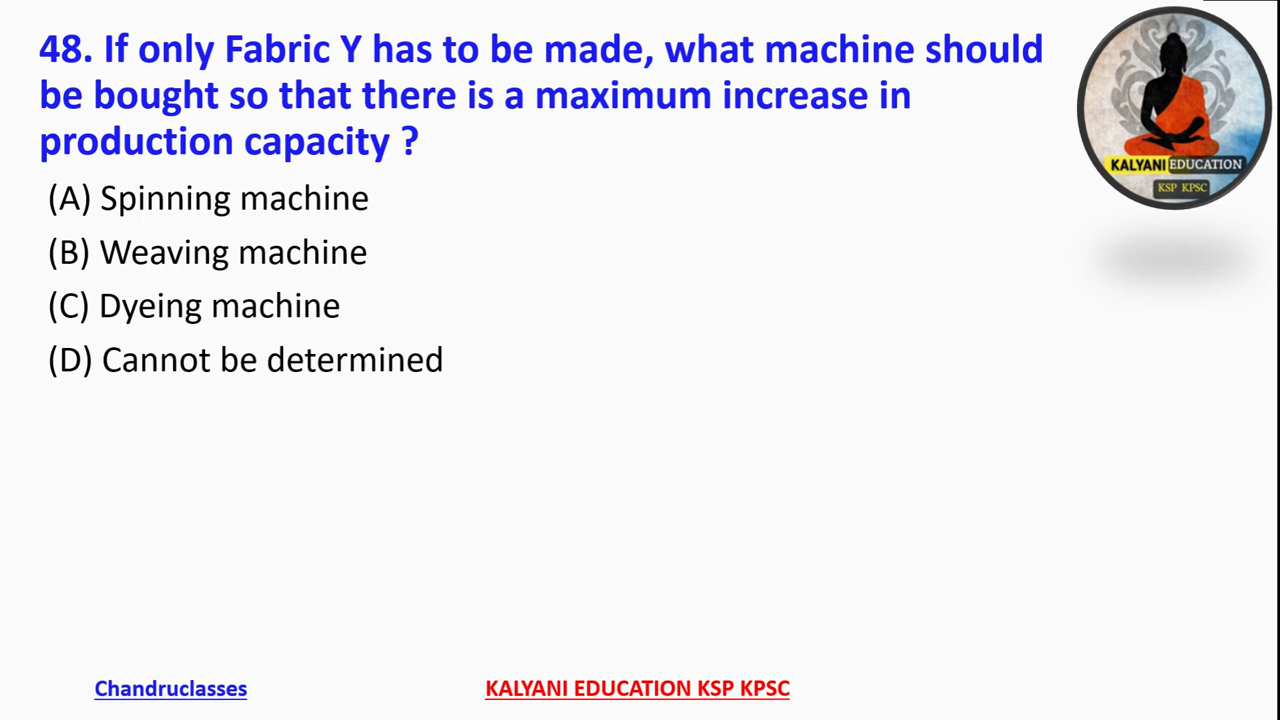 48. If only Fabric Y has to be made, what machine should
be bought so that there is a maximum increase in
production capacity ?
(A) Spinning machine
(B) Weaving machine
(C) Dyeing machine
(D) Cannot be determined
KALYANI EDUCATION
KSP KPSC
Chandruclasses
KALYANI EDUCATION KSP KPSC